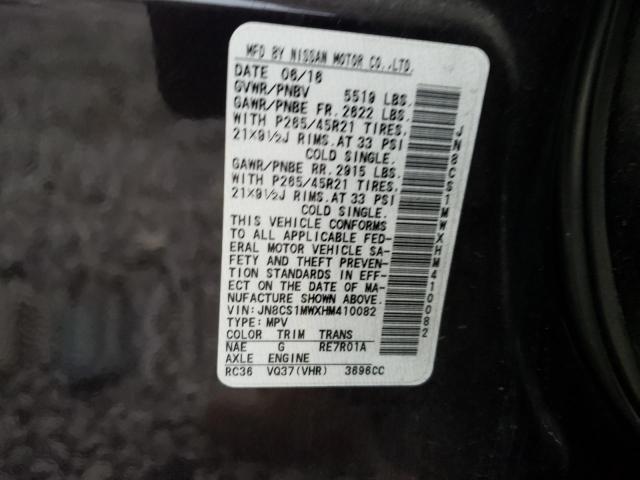 MFD BY NISSAN MOTOR CO.,LTD.
DATE 06/16
GVWR/PNBV 5519 LBS.
GAWR/PNBE FR. 2622 LBS.
WITH P265/45R21 TIRES,
21X9½J RIMS.AT 33 PSI
COLD SINGLE.
GAWR/PNBE RR. 2915 LBS.
WITH P265/45R21 TIRES,
21X9½J RIMS.AT 33 PSI
COLD SINGLE.
THIS VEHICLE CONFORMS
TO ALL APPLICABLE FED-
ERAL MOTOR VEHICLE SA-
FETY AND THEFT PREVEN-
TION STANDARDS IN EFF-
ECT ON THE DATE OF MA-
NUFACTURE SHOWN ABOVE.
VIN:JN8CS1MWXHM410082
TYPE:MPV
COLOR TRIM TRANS
NAE G RE7R01A
AXLE ENGINE
RC36 VQ37(VHR) 3696CC
JN8CS1MWXHM410082